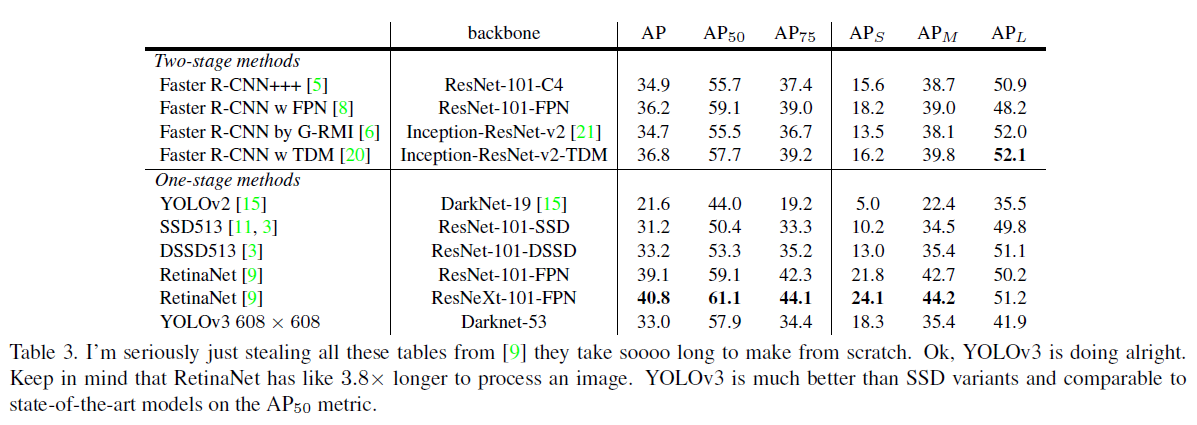 backbone AP AP50 AP75 APS APM APL
Two-stage methods
Faster R-CNN+++ [5] ResNet-101-C4 34.9 55.7 37.4 15.6 38.7 50.9
Faster R-CNN w FPN [8] ResNet-101-FPN 36.2 59.1 39.0 18.2 39.0 48.2
Faster R-CNN by G-RMI [6] Inception-ResNet-v2 [21] 34.7 55.5 36.7 13.5 38.1 52.0
Faster R-CNN w TDM [20] Inception-ResNet-v2-TDM 36.8 57.7 39.2 16.2 39.8 52.1
One-stage methods
YOLOv2 [15] DarkNet-19 [15] 21.6 44.0 19.2 5.0 22.4 35.5
SSD513 [11, 3] ResNet-101-SSD 31.2 50.4 33.3 10.2 34.5 49.8
DSSD513 [3] ResNet-101-DSSD 33.2 53.3 35.2 13.0 35.4 51.1
RetinaNet [9] ResNet-101-FPN 39.1 59.1 42.3 21.8 42.7 50.2
RetinaNet [9] ResNeXt-101-FPN 40.8 61.1 44.1 24.1 44.2 51.2
YOLOv3 608 × 608 Darknet-53 33.0 57.9 34.4 18.3 35.4 41.9
Table 3. I'm seriously just stealing all these tables from [9] they take soooo long to make from scratch. Ok, YOLOv3 is doing alright.
Keep in mind that RetinaNet has like 3.8× longer to process an image. YOLOv3 is much better than SSD variants and comparable to
state-of-the-art models on the AP50 metric.